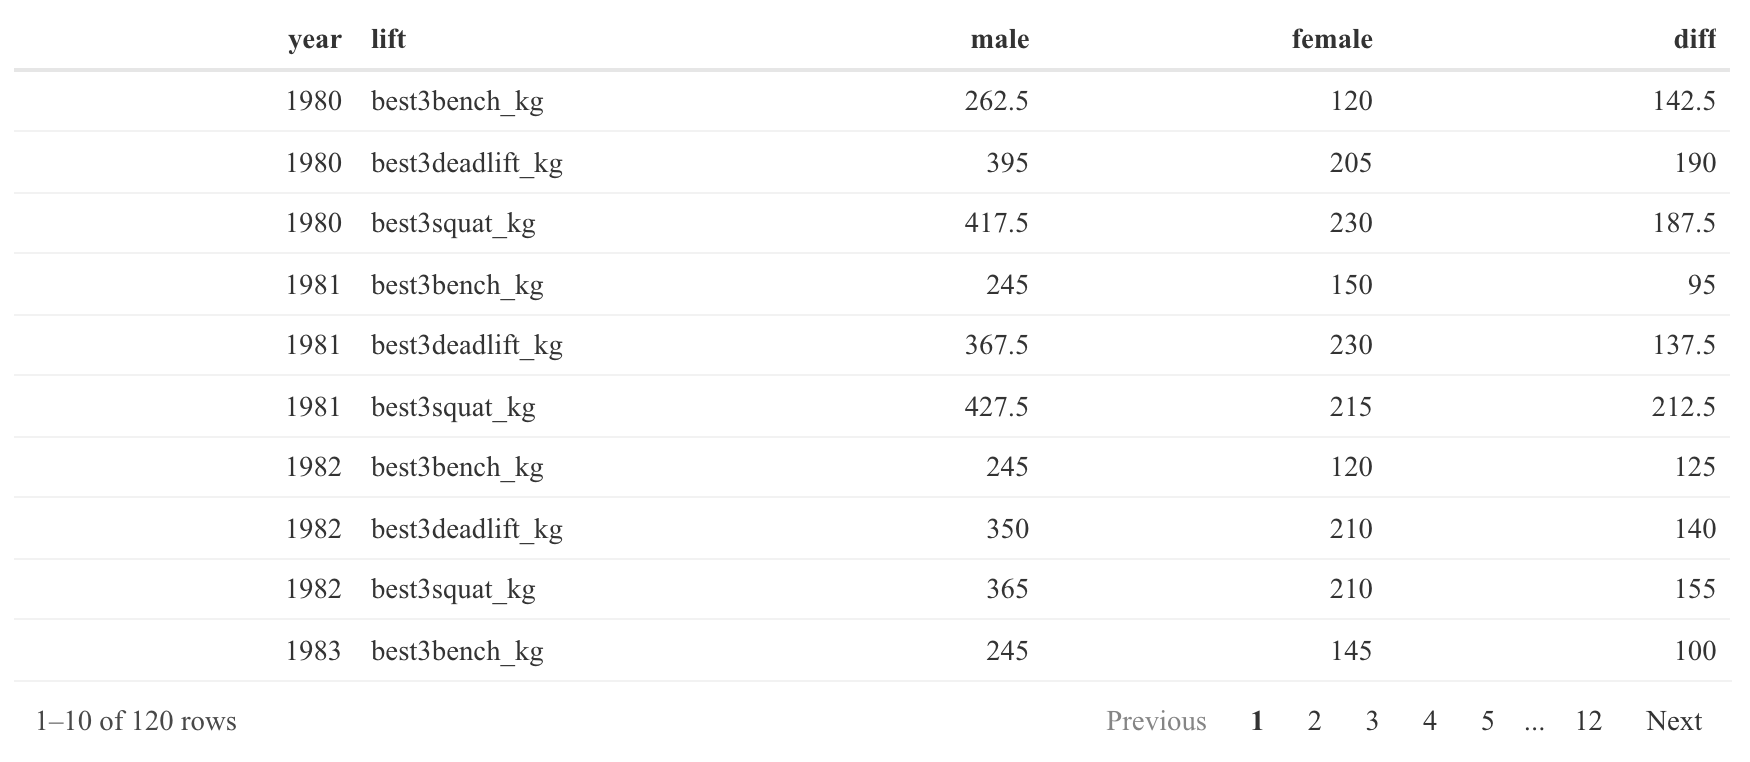 year lift male female diff
1980 best3bench_kg 262.5 120 142.5
1980 best3deadlift_kg 395 205 190
1980 best3squat_kg 417.5 230 187.5
1981 best3bench_kg 245 150 95
1981 best3deadlift_kg 367.5 230 137.5
1981 best3squat_kg 427.5 215 212.5
1982 best3bench_kg 245 120 125
1982 best3deadlift_kg 350 210 140
1982 best3squat_kg 365 210 155
1983 best3bench_kg 245 145 100
1–10 of 120 rows Previous 1 2 3 4 5 ... 12 Next